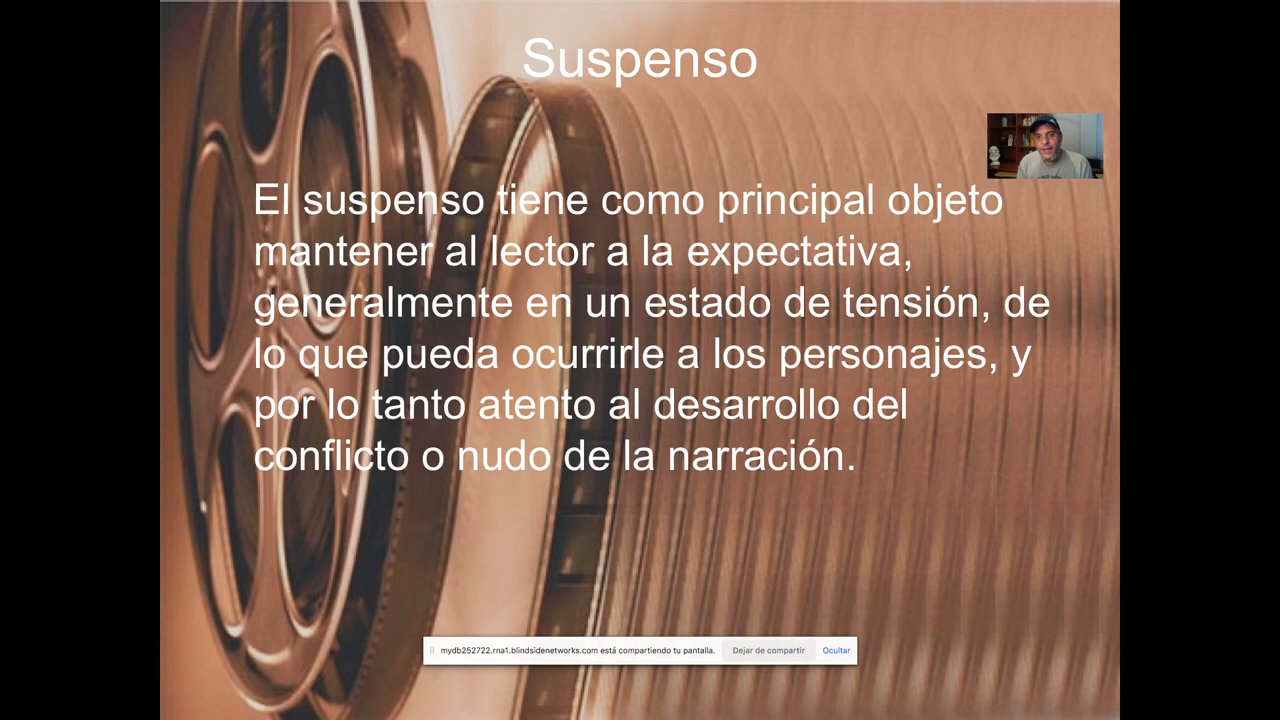 Suspenso
El suspenso tiene como principal objeto
mantener al lector a la expectativa,
generalmente en un estado de tensión, de
lo que pueda ocurrirle a los personajes, y
por lo tanto atento al desarrollo del
conflicto o nudo de la narración.
mydb252722.rna1.blindsidenetworks.com está compartiendo tu pantalla. Dejar de compartir Ocultar